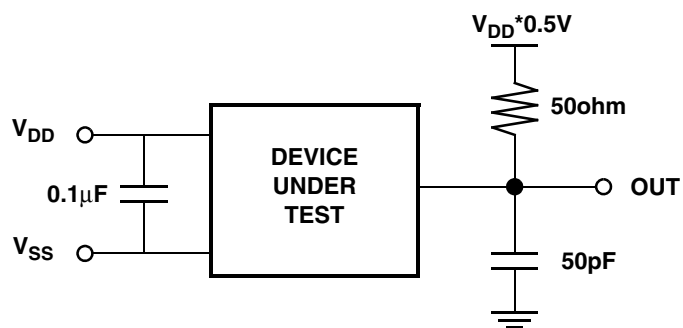 V_DD*0.5V
50ohm
V_DD
DEVICE
UNDER
TEST
0.1µF
OUT
V_SS
50pF